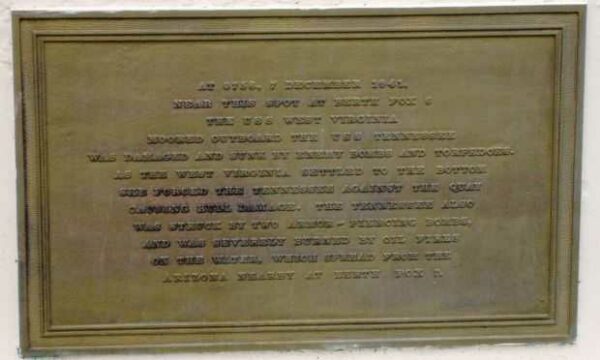 AT 0755, 7 DECEMBER 1941,
NEAR THIS SPOT AT BERTH FOX 6
THE USS WEST VIRGINIA
MOORED OUTBOARD THE USS TENNESSEE
WAS DAMAGED AND SUNK BY ENEMY BOMBS AND TORPEDOES.
AS THE WEST VIRGINIA SETTLED TO THE BOTTOM
SHE FORCED THE TENNESSEE AGAINST THE QUAY
CAUSING HULL DAMAGE. THE TENNESSEE ALSO
WAS STRUCK BY TWO ARMOR-PIERCING BOMBS,
AND WAS SEVERELY BURNED BY OIL FIRES
ON THE WATER, WHICH SPREAD FROM THE
ARIZONA NEARBY AT BERTH FOX 7.